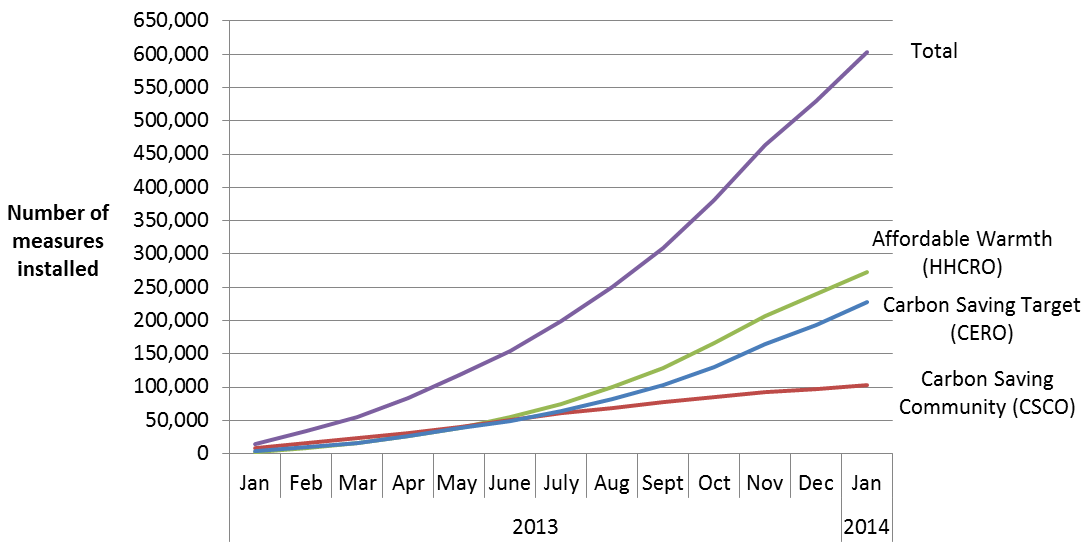 650,000
600,000
550,000
500,000
450,000
400,000
350,000
300,000
250,000
200,000
150,000
100,000
50,000
0
Number of
measures
installed
Total
Affordable Warmth
(HHCRO)
Carbon Saving Target
(CERO)
Carbon Saving
Community (CSCO)
Jan Feb Mar Apr May June July Aug Sept Oct Nov Dec Jan
2013 2014